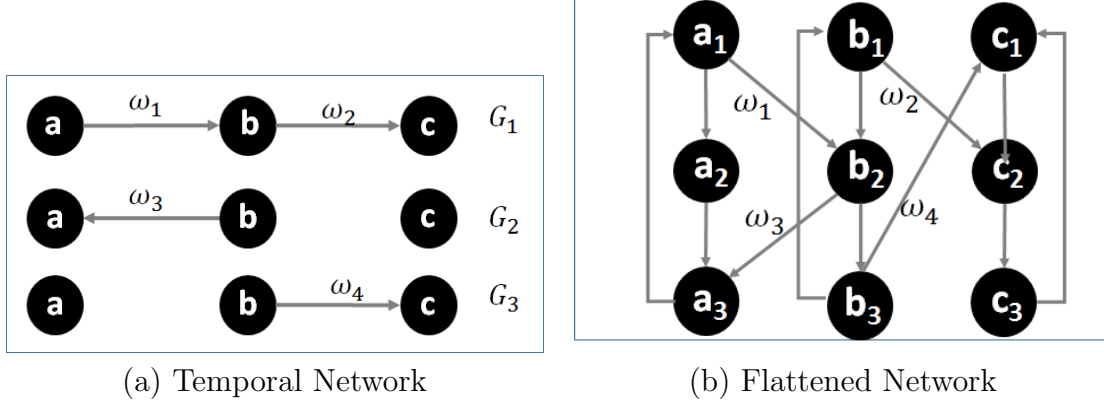 a ω₁ b ω₂ c G₁
a ω₃ b c G₂
a b ω₄ c G₃
(a) Temporal Network
a₁ b₁ c₁
ω₁ ω₂
a₂ b₂ c₂
ω₃ ω₄
a₃ b₃ c₃
(b) Flattened Network